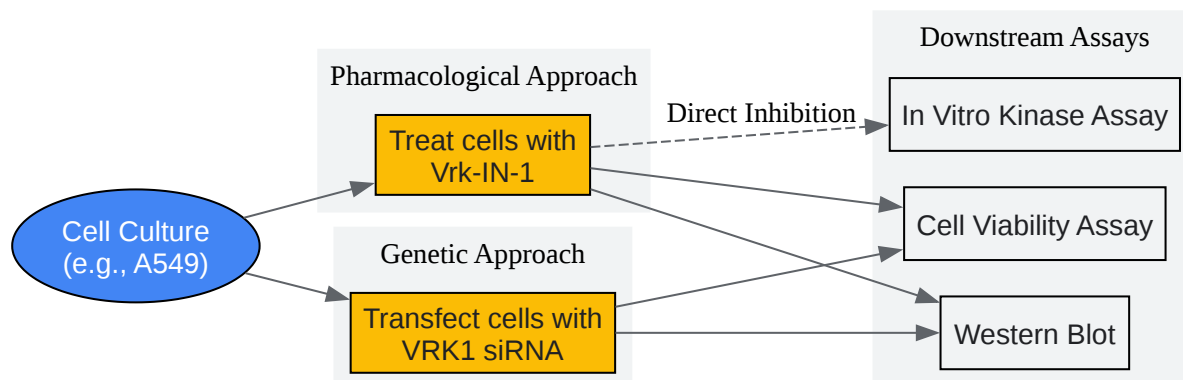 Cell Culture
(e.g., A549)
Pharmacological Approach
Treat cells with
Vrk-IN-1
Genetic Approach
Transfect cells with
VRK1 siRNA
Direct Inhibition
Downstream Assays
In Vitro Kinase Assay
Cell Viability Assay
Western Blot